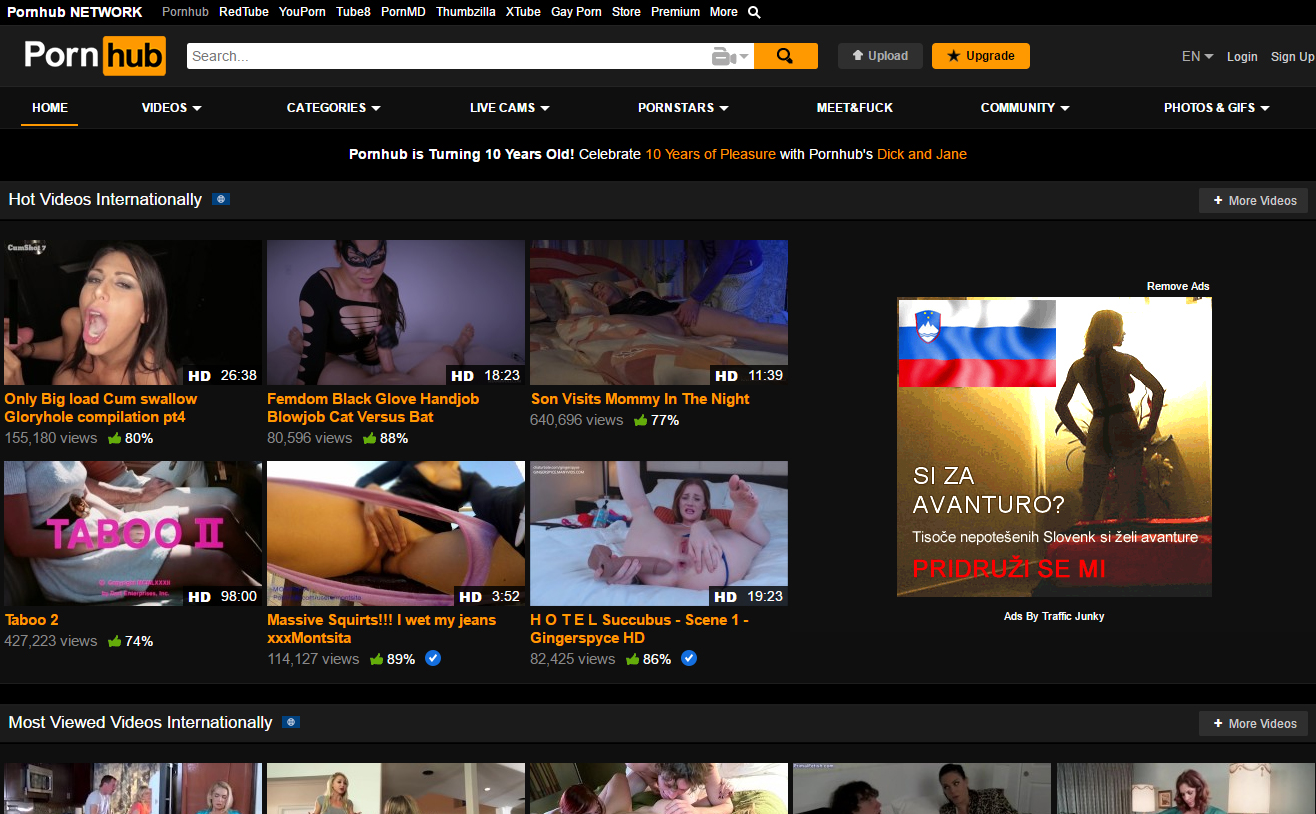 Pornhub NETWORK Pornhub RedTube YouPorn Tube8 PornMD Thumbzilla XTube Gay Porn Store Premium More
Pornhub Search... Upload Upgrade EN Login Sign Up
HOME VIDEOS CATEGORIES LIVE CAMS PORNSTARS MEET&FUCK COMMUNITY PHOTOS & GIFS
Pornhub is Turning 10 Years Old! Celebrate 10 Years of Pleasure with Pornhub's Dick and Jane
Hot Videos Internationally
+ More Videos
CumShot7
HD 26:38
Only Big load Cum swallow
Gloryhole compilation pt4
155,180 views 80%
HD 18:23
Femdom Black Glove Handjob
Blowjob Cat Versus Bat
80,596 views 88%
HD 11:39
Son Visits Mommy In The Night
640,696 views 77%
TABOO II
HD 98:00
Taboo 2
427,223 views 74%
HD 3:52
Massive Squirts!!! I wet my jeans
xxxMontsita
114,127 views 89%
HD 19:23
H O T E L Succubus - Scene 1 -
Gingerspyce HD
82,425 views 86%
Remove Ads
SI ZA
AVANTURO?
Tisoče nepotešenih Slovenk si želi avanture
PRIDRUŽI SE MI
Ads By Traffic Junky
Most Viewed Videos Internationally
+ More Videos